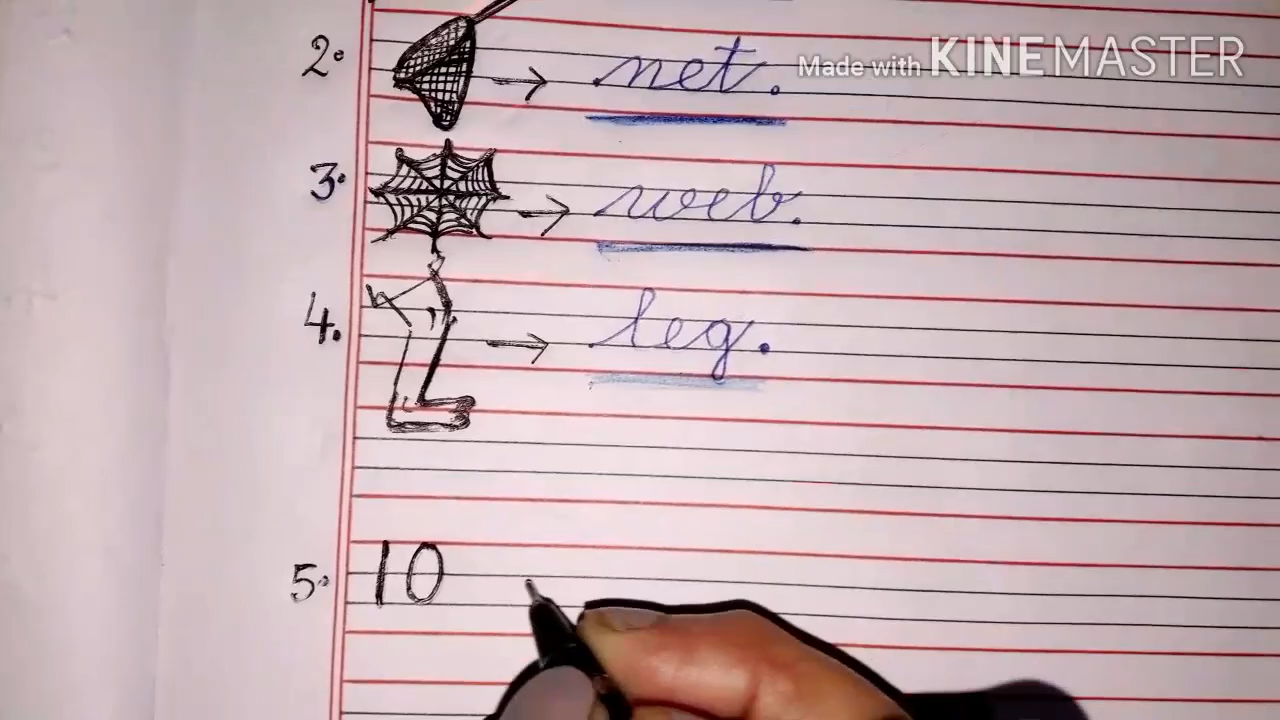 Made with KINEMASTER
2. → net.
3. → web.
4. → leg.
5. 10